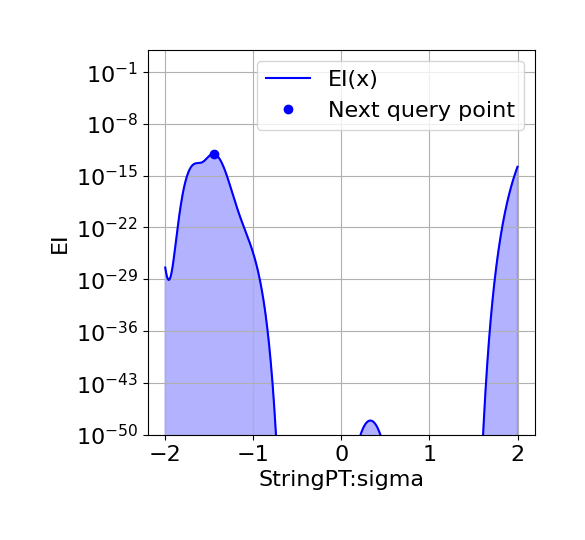 EI(x)
Next query point
10⁻¹
10⁻⁸
10⁻¹⁵
10⁻²²
10⁻²⁹
10⁻³⁶
10⁻⁴³
10⁻⁵⁰
EI
−2 −1 0 1 2
StringPT:sigma